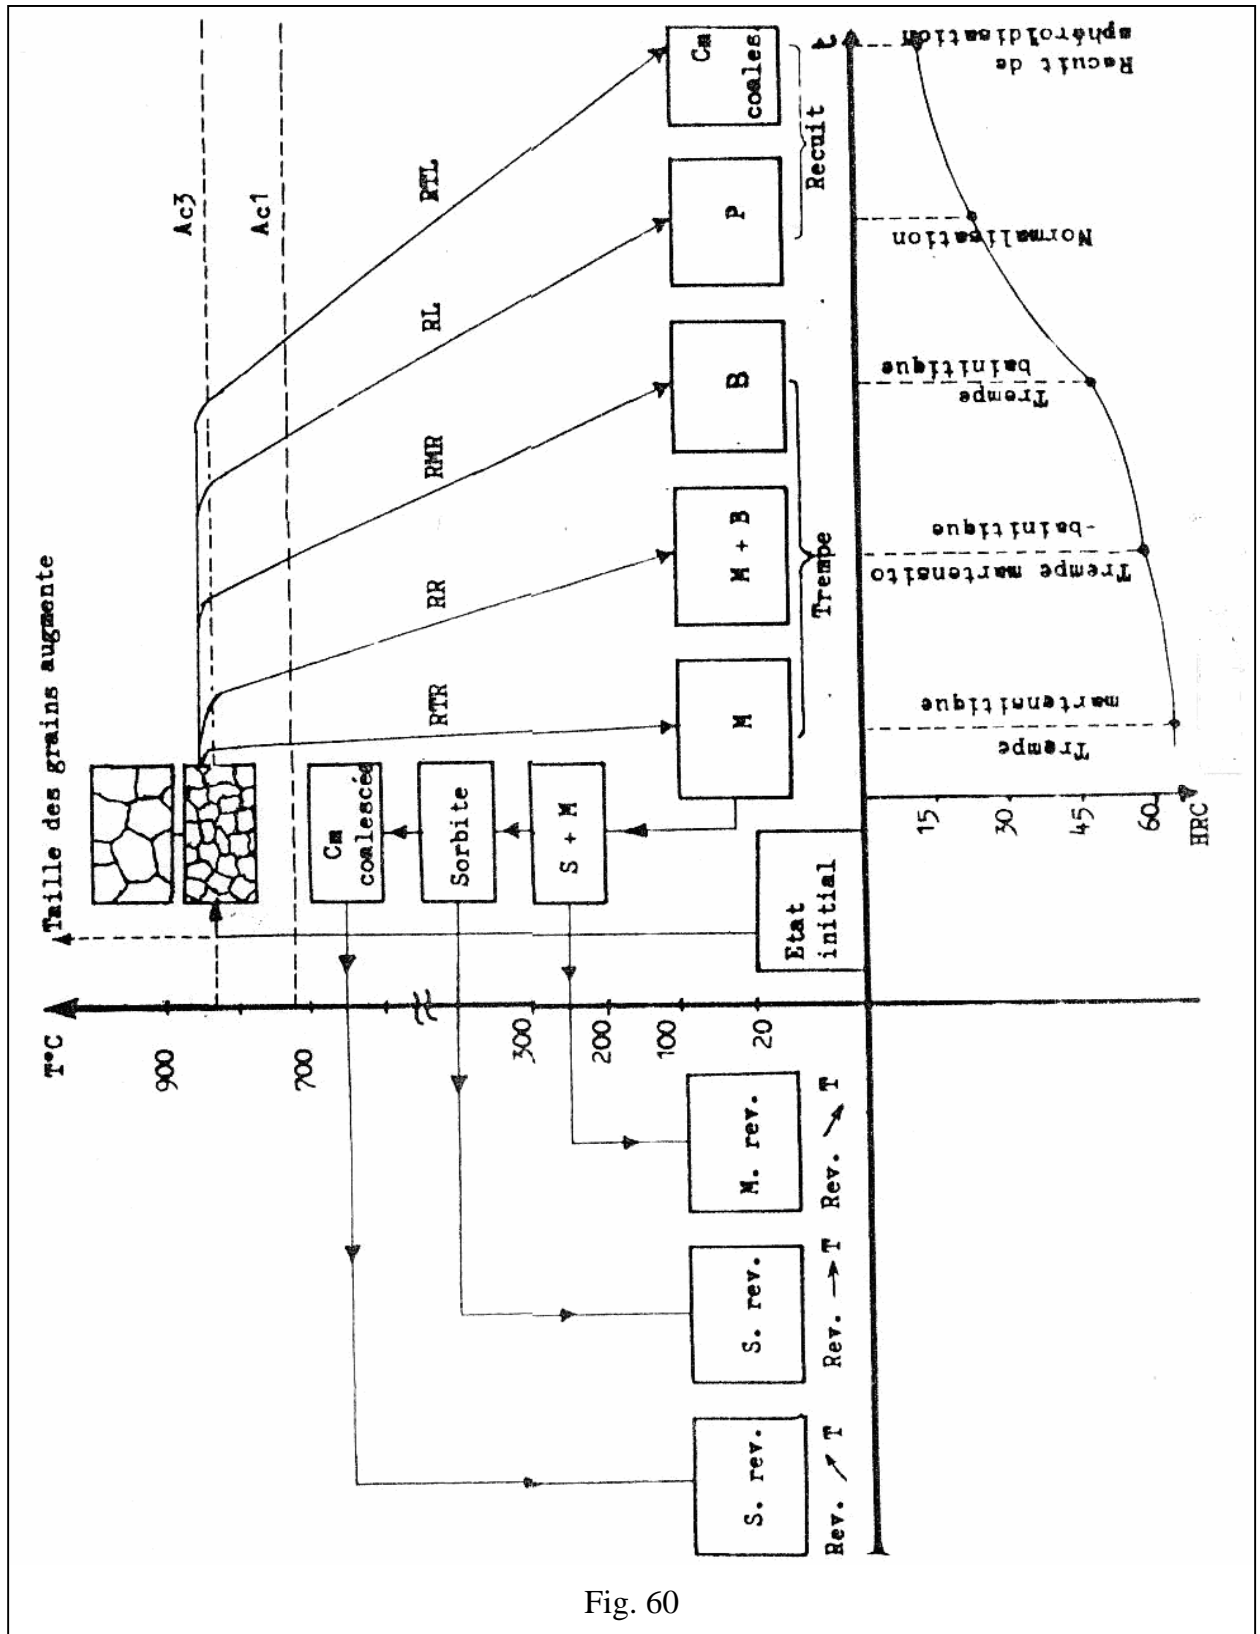 T°C
Taille des grains augmente
Ac3
Ac1
900
700
300
200
100
20
Cm
coalescée
Sorbite
S + M
Etat
initial
RTR
RR
RMR
RL
RTL
M
M + B
B
P
Cm
coales.
Trempe
Recuit
t
S. rev.
S. rev.
M. rev.
Rev. ↗ T
Rev. → T
Rev. ↘ T
15
30
45
60
HRC
Trempe
martensitique
Trempe martensito
-bainitique
Trempe
bainitique
Normalisation
Recuit de
sphéroïdisation
Fig. 60